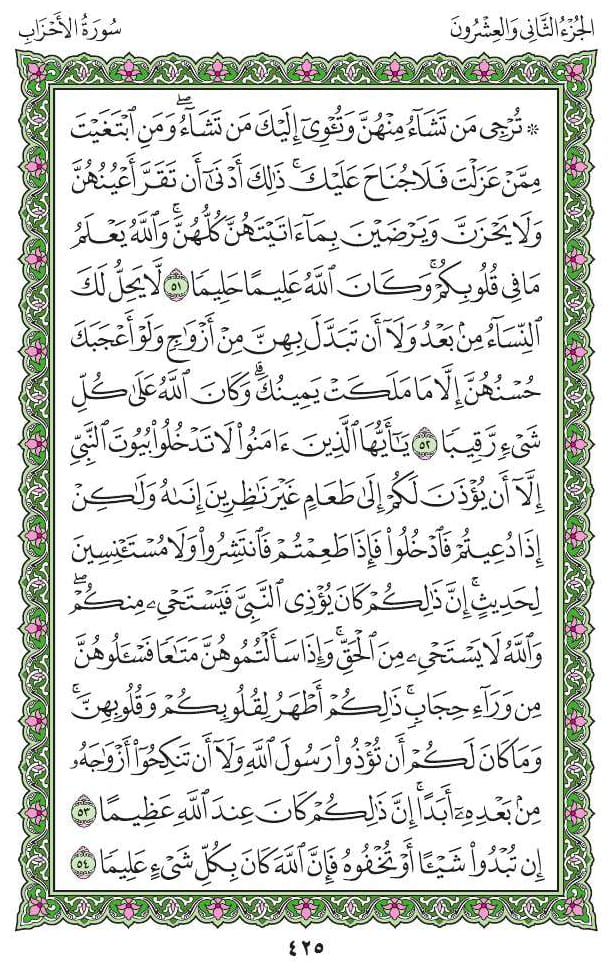 الجزء الثاني والعشرون
سورة الأحزاب
۞ تُرْجِى مَن تَشَآءُ مِنْهُنَّ وَتُـْٔوِىٓ إِلَيْكَ مَن تَشَآءُۖ وَمَنِ ٱبْتَغَيْتَ
مِمَّنْ عَزَلْتَ فَلَا جُنَاحَ عَلَيْكَۚ ذَٰلِكَ أَدْنَىٰٓ أَن تَقَرَّ أَعْيُنُهُنَّ
وَلَا يَحْزَنَّ وَيَرْضَيْنَ بِمَآ ءَاتَيْتَهُنَّ كُلُّهُنَّۚ وَٱللَّهُ يَعْلَمُ
مَا فِى قُلُوبِكُمْۚ وَكَانَ ٱللَّهُ عَلِيمًا حَلِيمًا ٥١ لَّا يَحِلُّ لَكَ
ٱلنِّسَآءُ مِنۢ بَعْدُ وَلَآ أَن تَبَدَّلَ بِهِنَّ مِنْ أَزْوَٰجٍ وَلَوْ أَعْجَبَكَ
حُسْنُهُنَّ إِلَّا مَا مَلَكَتْ يَمِينُكَۗ وَكَانَ ٱللَّهُ عَلَىٰ كُلِّ
شَىْءٍ رَّقِيبًا ٥٢ يَٰٓأَيُّهَا ٱلَّذِينَ ءَامَنُوا۟ لَا تَدْخُلُوا۟ بُيُوتَ ٱلنَّبِىِّ
إِلَّآ أَن يُؤْذَنَ لَكُمْ إِلَىٰ طَعَامٍ غَيْرَ نَٰظِرِينَ إِنَىٰهُ وَلَٰكِنْ
إِذَا دُعِيتُمْ فَٱدْخُلُوا۟ فَإِذَا طَعِمْتُمْ فَٱنتَشِرُوا۟ وَلَا مُسْتَـْٔنِسِينَ
لِحَدِيثٍۚ إِنَّ ذَٰلِكُمْ كَانَ يُؤْذِى ٱلنَّبِىَّ فَيَسْتَحْىِۦ مِنكُمْۖ
وَٱللَّهُ لَا يَسْتَحْىِۦ مِنَ ٱلْحَقِّۚ وَإِذَا سَأَلْتُمُوهُنَّ مَتَٰعًا فَسْـَٔلُوهُنَّ
مِن وَرَآءِ حِجَابٍۚ ذَٰلِكُمْ أَطْهَرُ لِقُلُوبِكُمْ وَقُلُوبِهِنَّۚ
وَمَا كَانَ لَكُمْ أَن تُؤْذُوا۟ رَسُولَ ٱللَّهِ وَلَآ أَن تَنكِحُوٓا۟ أَزْوَٰجَهُۥ
مِنۢ بَعْدِهِۦٓ أَبَدًاۚ إِنَّ ذَٰلِكُمْ كَانَ عِندَ ٱللَّهِ عَظِيمًا ٥٣
إِن تُبْدُوا۟ شَيْـًٔا أَوْ تُخْفُوهُ فَإِنَّ ٱللَّهَ كَانَ بِكُلِّ شَىْءٍ عَلِيمًا ٥٤
٤٢٥